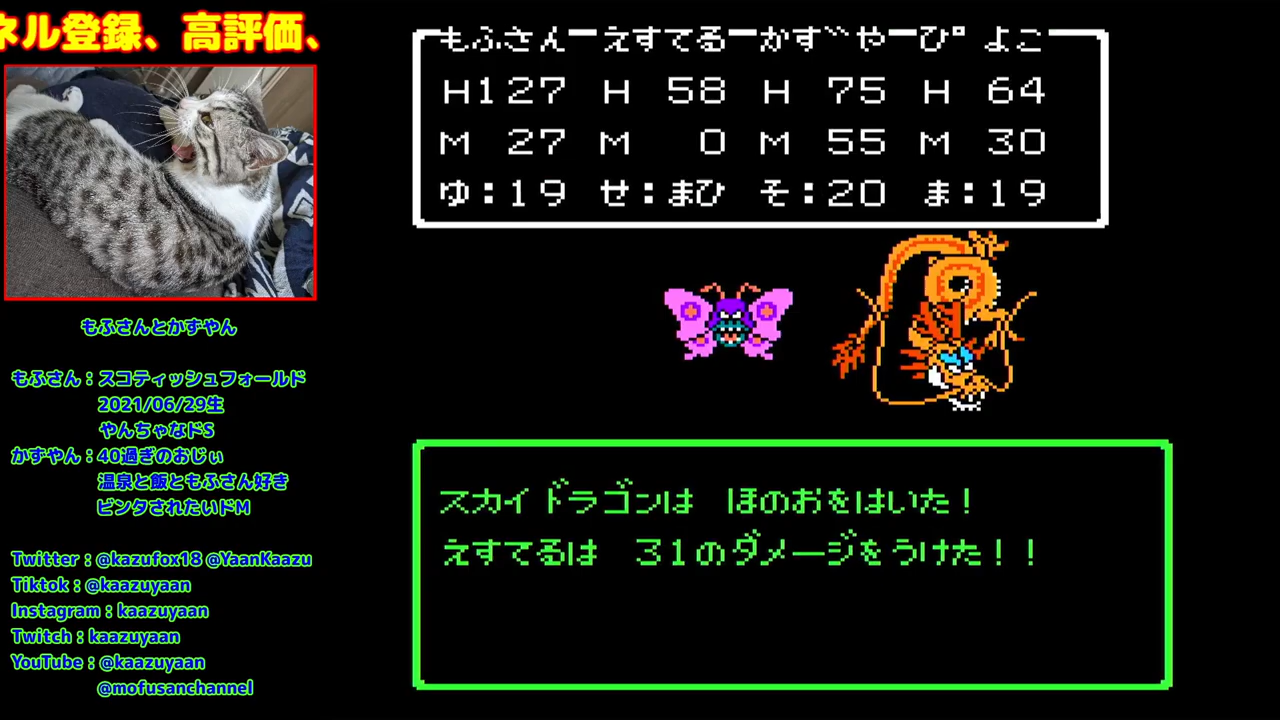 ネル登録、高評価、
もふさんとかずやん
もふさん：スコティッシュフォールド
2021/06/29生
やんちゃなドS
かずやん：40過ぎのおじぃ
温泉と飯ともふさん好き
ビンタされたいドM
Twitter：@kazufox18 @YaanKaazu
Tiktok：@kaazuyaan
Instagram：kaazuyaan
Twitch：kaazuyaan
YouTube：@kaazuyaan
@mofusanchannel
もふさん えすてる かずや ぴよこ
H127 H 58 H 75 H 64
M 27 M 0 M 55 M 30
ゆ：19 せ：まひ そ：20 ま：19
スカイドラゴンは ほのおをはいた！
えすてるは 31のダメージをうけた！！